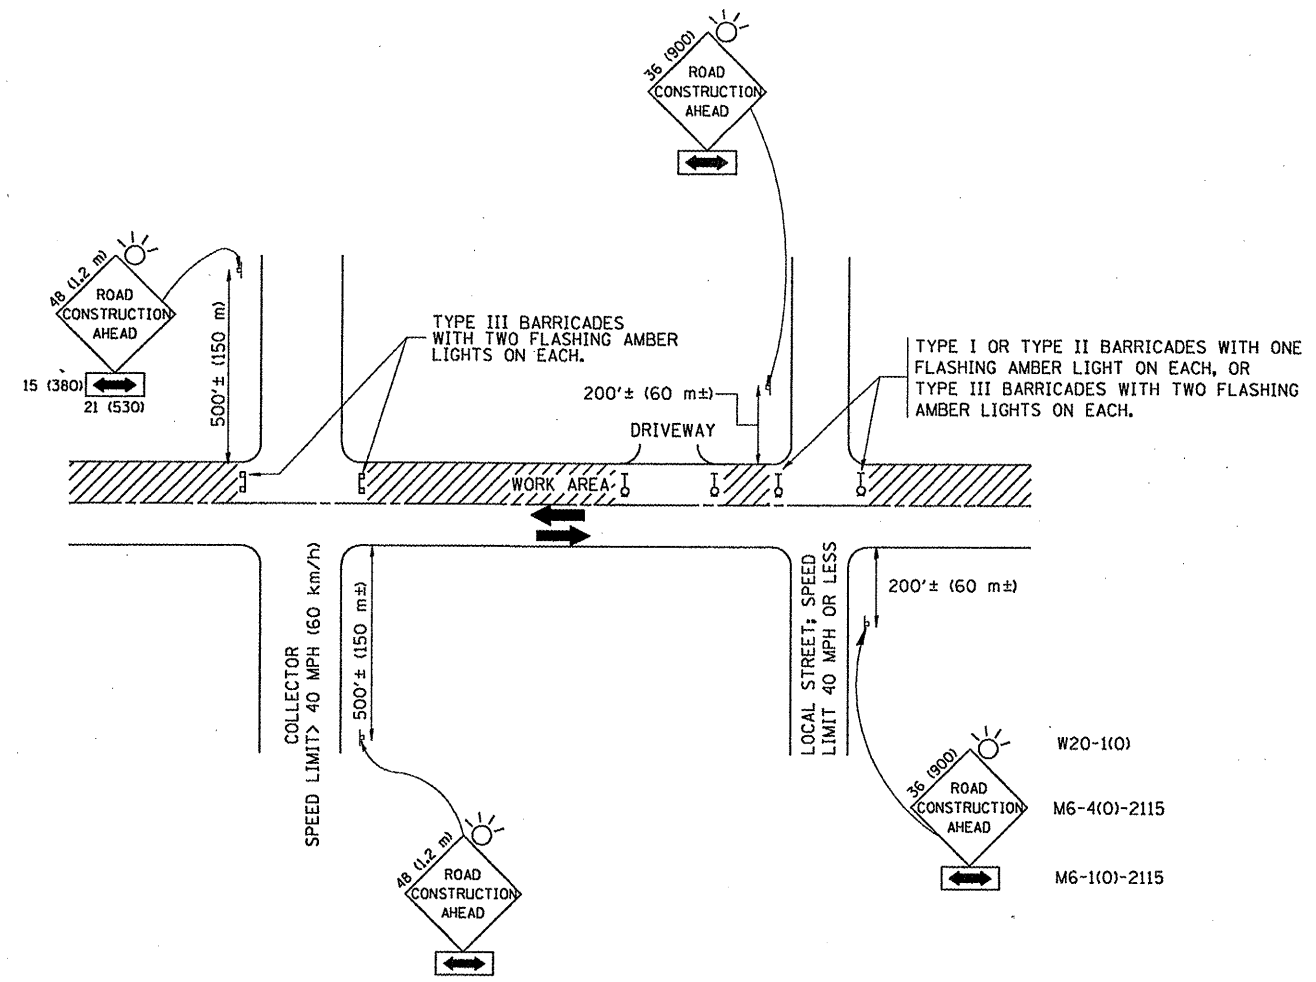 36 (900)
ROAD
CONSTRUCTION
AHEAD
48 (1.2 m)
ROAD
CONSTRUCTION
AHEAD
15 (380)
21 (530)
500'± (150 m)
TYPE III BARRICADES
WITH TWO FLASHING AMBER
LIGHTS ON EACH.
200'± (60 m±)
DRIVEWAY
TYPE I OR TYPE II BARRICADES WITH ONE
FLASHING AMBER LIGHT ON EACH, OR
TYPE III BARRICADES WITH TWO FLASHING
AMBER LIGHTS ON EACH.
WORK AREA
COLLECTOR
SPEED LIMIT> 40 MPH (60 km/h)
500'± (150 m±)
LOCAL STREET; SPEED
LIMIT 40 MPH OR LESS
200'± (60 m±)
48 (1.2 m)
ROAD
CONSTRUCTION
AHEAD
36 (900)
ROAD
CONSTRUCTION
AHEAD
W20-1(O)
M6-4(O)-2115
M6-1(O)-2115